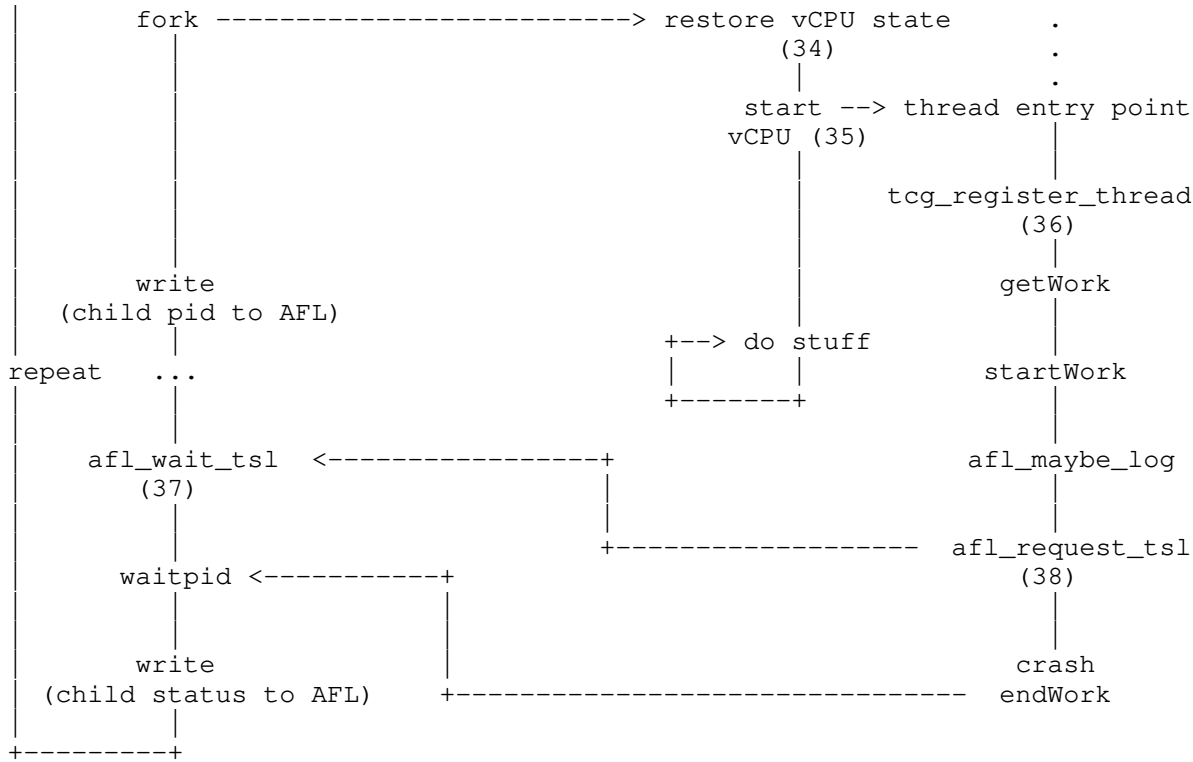 fork restore vCPU state .
(34) .
.
start --> thread entry point
vCPU (35)
tcg_register_thread
(36)
write getWork
(child pid to AFL)
+--> do stuff
repeat ... startWork
afl_wait_tsl afl_maybe_log
(37)
afl_request_tsl
waitpid (38)
write crash
(child status to AFL) endWork